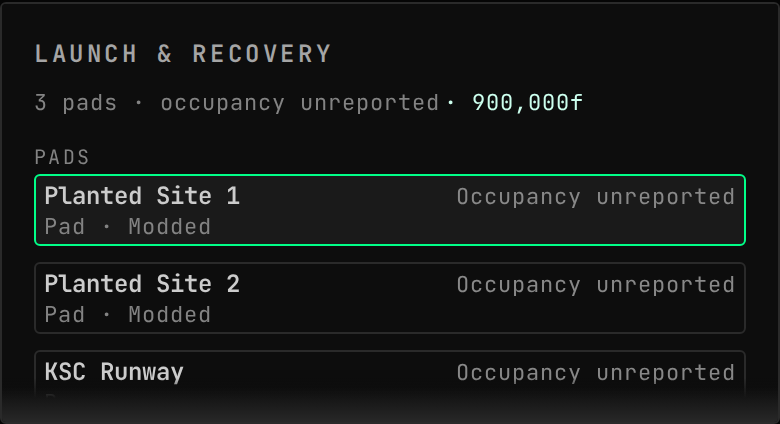 LAUNCH & RECOVERY
3 pads · occupancy unreported · 900,000f
PADS
Planted Site 1 Occupancy unreported
Pad · Modded
Planted Site 2 Occupancy unreported
Pad · Modded
KSC Runway Occupancy unreported